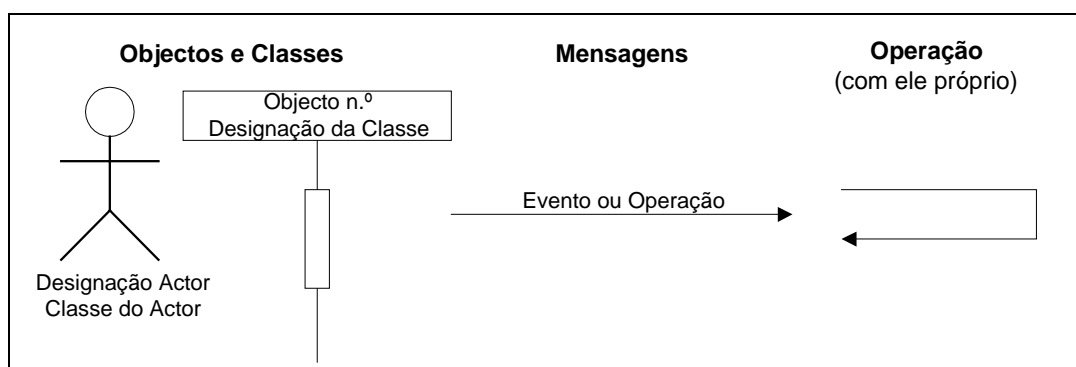 Objectos e Classes
Mensagens
Operação
(com ele próprio)
Objecto n.º
Designação da Classe
Evento ou Operação
Designação Actor
Classe do Actor